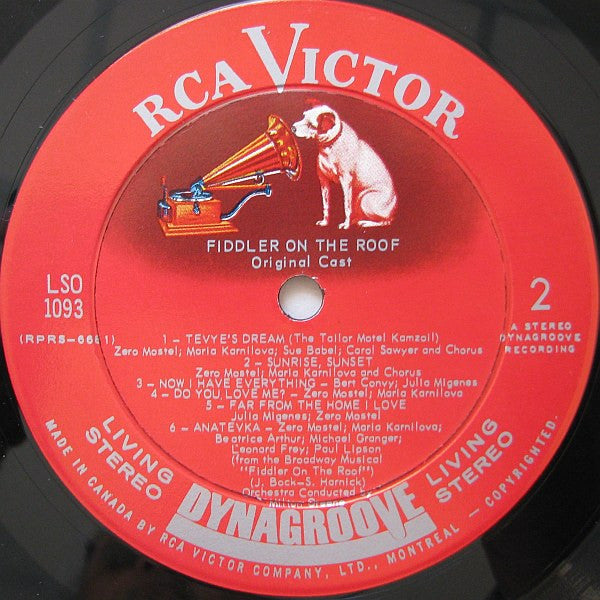 RCA VICTOR
FIDDLER ON THE ROOF
Original Cast
LSO
1093
2
(RPRS-6681)
A STEREO
DYNAGROOVE
RECORDING
1 – TEVYE'S DREAM (The Tailor Motel Kamzoil)
Zero Mostel; Maria Karnilova; Sue Babel; Carol Sawyer and Chorus
2 – SUNRISE, SUNSET
Zero Mostel; Maria Karnilova and Chorus
3 – NOW I HAVE EVERYTHING – Bert Convy; Julia Migenes
4 – DO YOU LOVE ME? – Zero Mostel; Maria Karnilova
5 – FAR FROM THE HOME I LOVE
Julia Migenes; Zero Mostel
6 – ANATEVKA – Zero Mostel; Maria Karnilova;
Beatrice Arthur; Michael Granger;
Leonard Frey; Paul Lipson
(from the Broadway Musical
"Fiddler On The Roof")
(J. Bock–S. Harnick)
Orchestra Conducted by
Milton Greene
LIVING
STEREO
DYNAGROOVE
LIVING
STEREO
MADE IN CANADA BY RCA VICTOR COMPANY, LTD., MONTREAL – COPYRIGHTED.